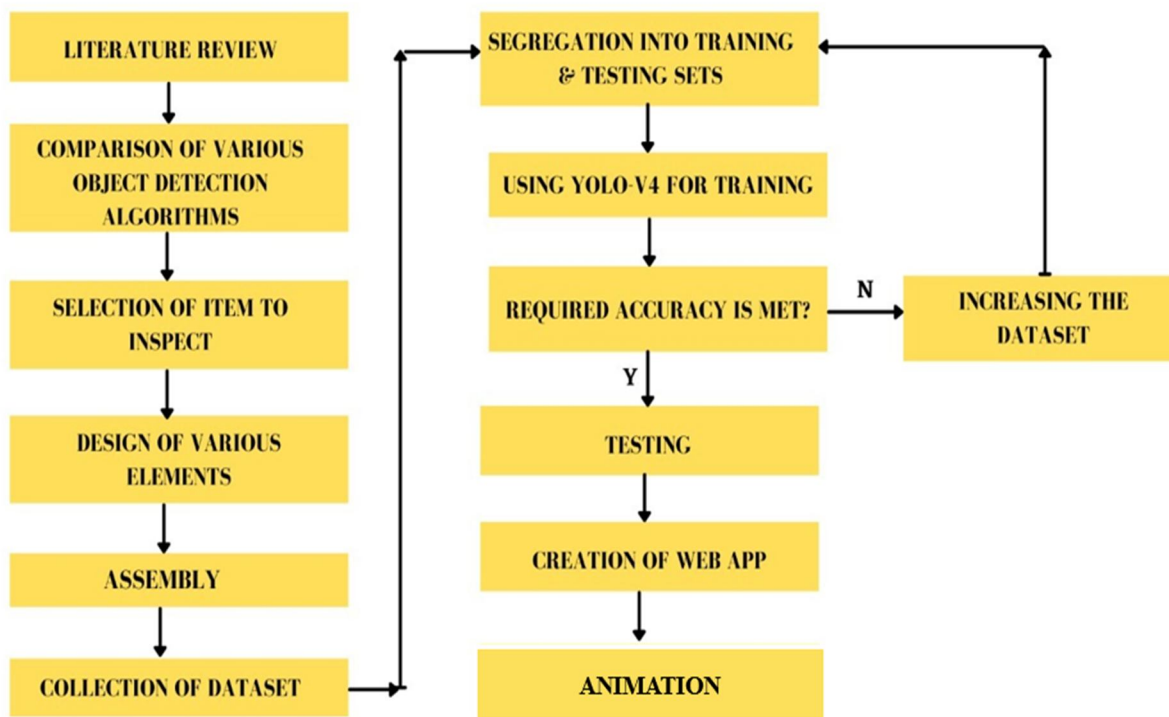 LITERATURE REVIEW
COMPARISON OF VARIOUS
OBJECT DETECTION
ALGORITHMS
SELECTION OF ITEM TO
INSPECT
DESIGN OF VARIOUS
ELEMENTS
ASSEMBLY
COLLECTION OF DATASET
SEGREGATION INTO TRAINING
& TESTING SETS
USING YOLO-V4 FOR TRAINING
REQUIRED ACCURACY IS MET?
N
INCREASING THE
DATASET
Y
TESTING
CREATION OF WEB APP
ANIMATION